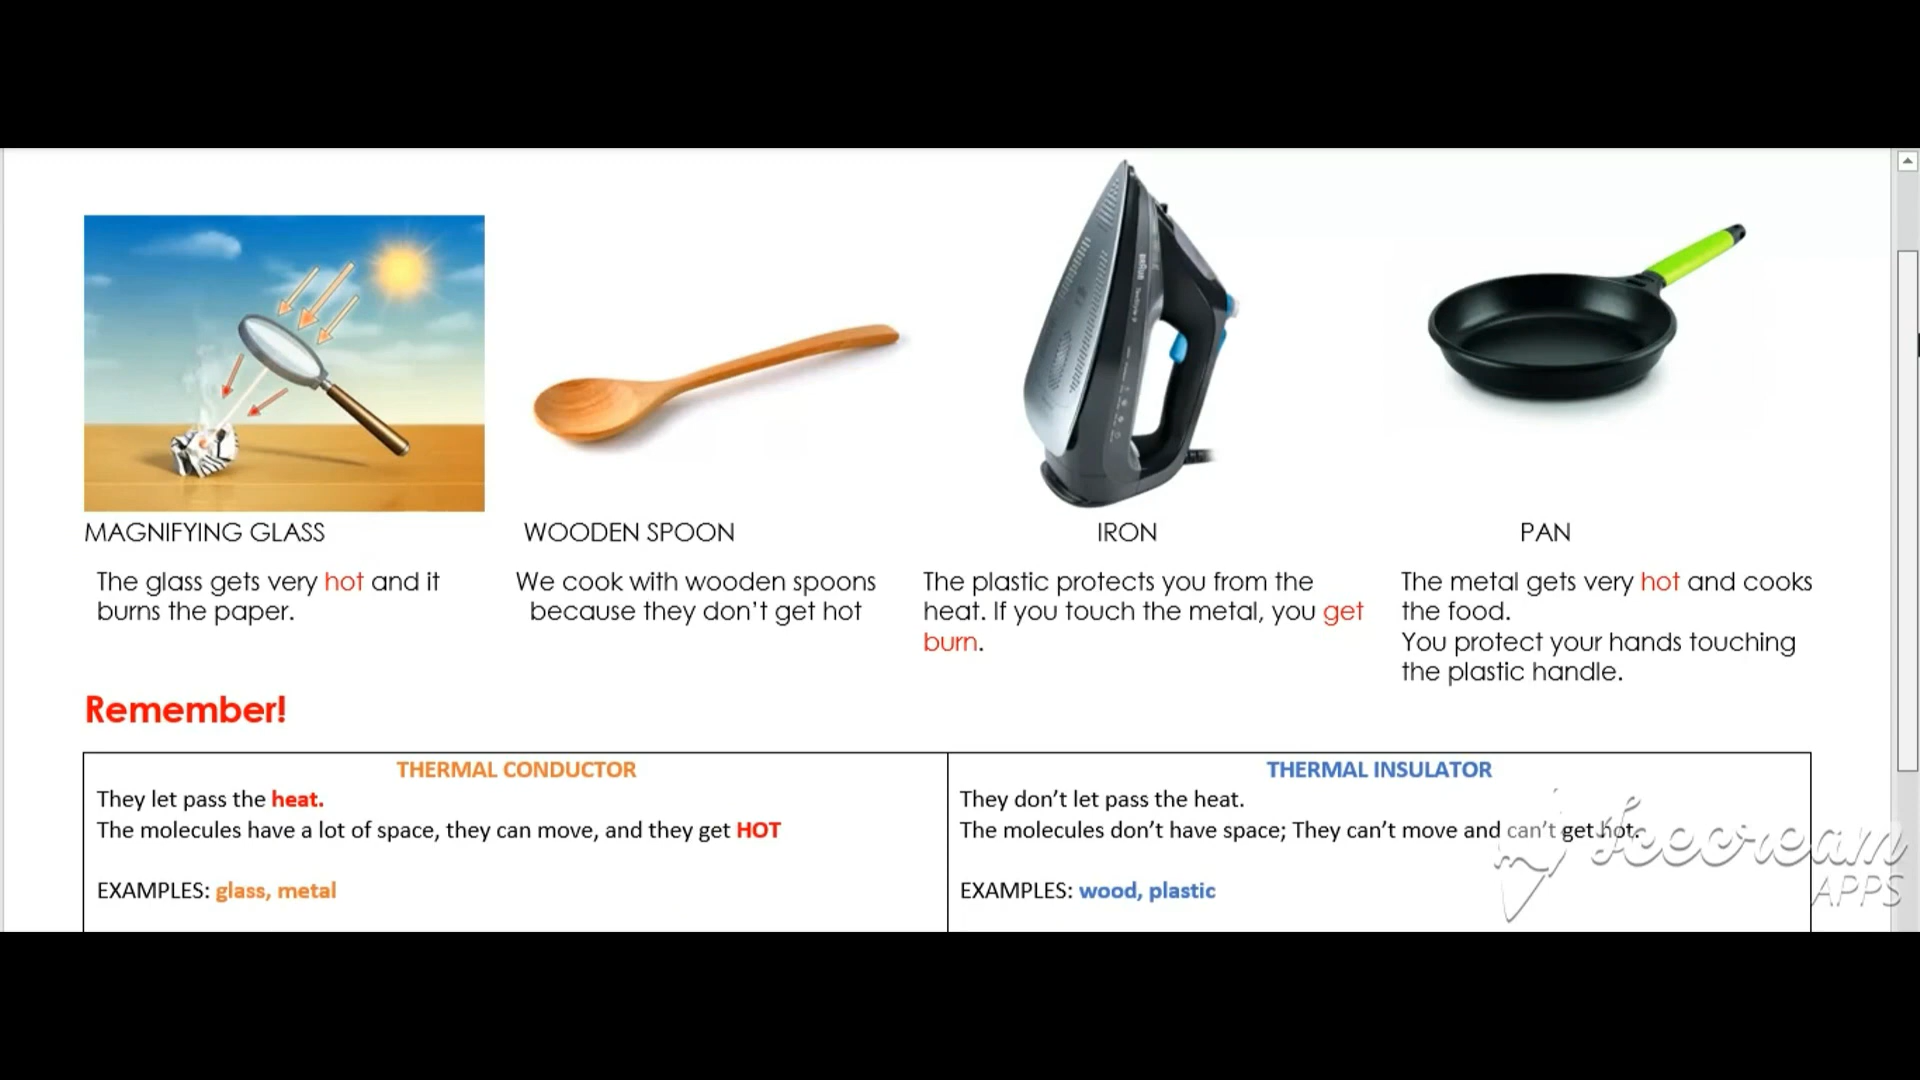 MAGNIFYING GLASS
The glass gets very hot and it
burns the paper.
WOODEN SPOON
We cook with wooden spoons
because they don't get hot
IRON
The plastic protects you from the
heat. If you touch the metal, you get
burn.
PAN
The metal gets very hot and cooks
the food.
You protect your hands touching
the plastic handle.
Remember!
THERMAL CONDUCTOR
They let pass the heat.
The molecules have a lot of space, they can move, and they get HOT
EXAMPLES: glass, metal
THERMAL INSULATOR
They don't let pass the heat.
The molecules don't have space; They can't move and can't get hot.
EXAMPLES: wood, plastic
Icecream
APPS